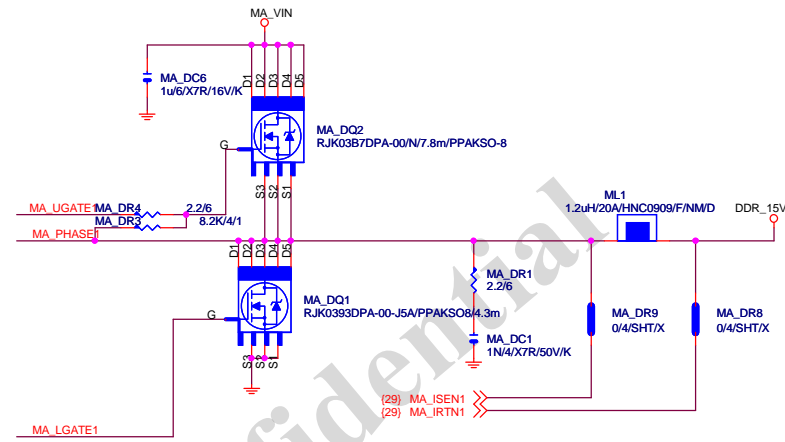 MA_VIN
D1
D2
D3
D4
D5
MA_DC6
1u/6/X7R/16V/K
MA_DQ2
RJK03B7DPA-00/N/7.8m/PPAKSO-8
G
S3
S2
S1
MA_UGATE1
MA_DR4
2.2/6
MA_DR3
8.2K/4/1
MA_PHASE1
ML1
1.2uH/20A/HNC0909/F/NM/D
DDR_15V
D1
D2
D3
D4
D5
MA_DQ1
RJK0393DPA-00-J5A/PPAKSO8/4.3m
G
S3
S2
S1
MA_DR1
2.2/6
MA_DC1
1N/4/X7R/50V/K
MA_DR9
0/4/SHT/X
MA_DR8
0/4/SHT/X
{29} MA_ISEN1
{29} MA_IRTN1
MA_LGATE1
fidential